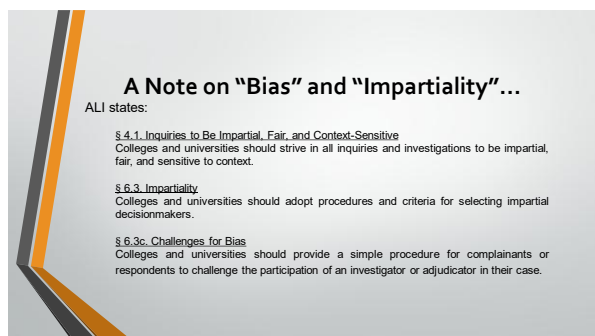 A Note on “Bias” and “Impartiality”…
ALI states:
§ 4.1. Inquiries to Be Impartial, Fair, and Context-Sensitive
Colleges and universities should strive in all inquiries and investigations to be impartial,
fair, and sensitive to context.
§ 6.3. Impartiality
Colleges and universities should adopt procedures and criteria for selecting impartial
decisionmakers.
§ 6.3c. Challenges for Bias
Colleges and universities should provide a simple procedure for complainants or
respondents to challenge the participation of an investigator or adjudicator in their case.